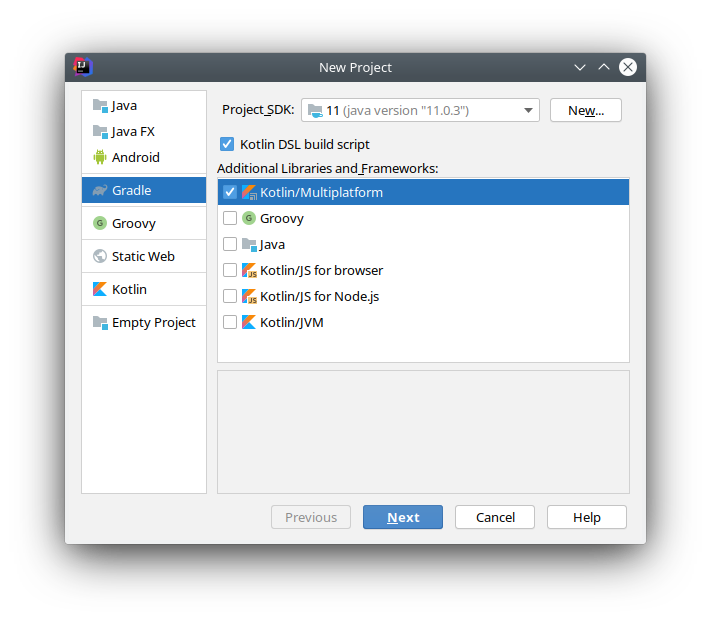 New Project
Java
Java FX
Android
Gradle
Groovy
Static Web
Kotlin
Empty Project
Project SDK: 11 (java version "11.0.3") New...
Kotlin DSL build script
Additional Libraries and Frameworks:
Kotlin/Multiplatform
Groovy
Java
Kotlin/JS for browser
Kotlin/JS for Node.js
Kotlin/JVM
Previous Next Cancel Help